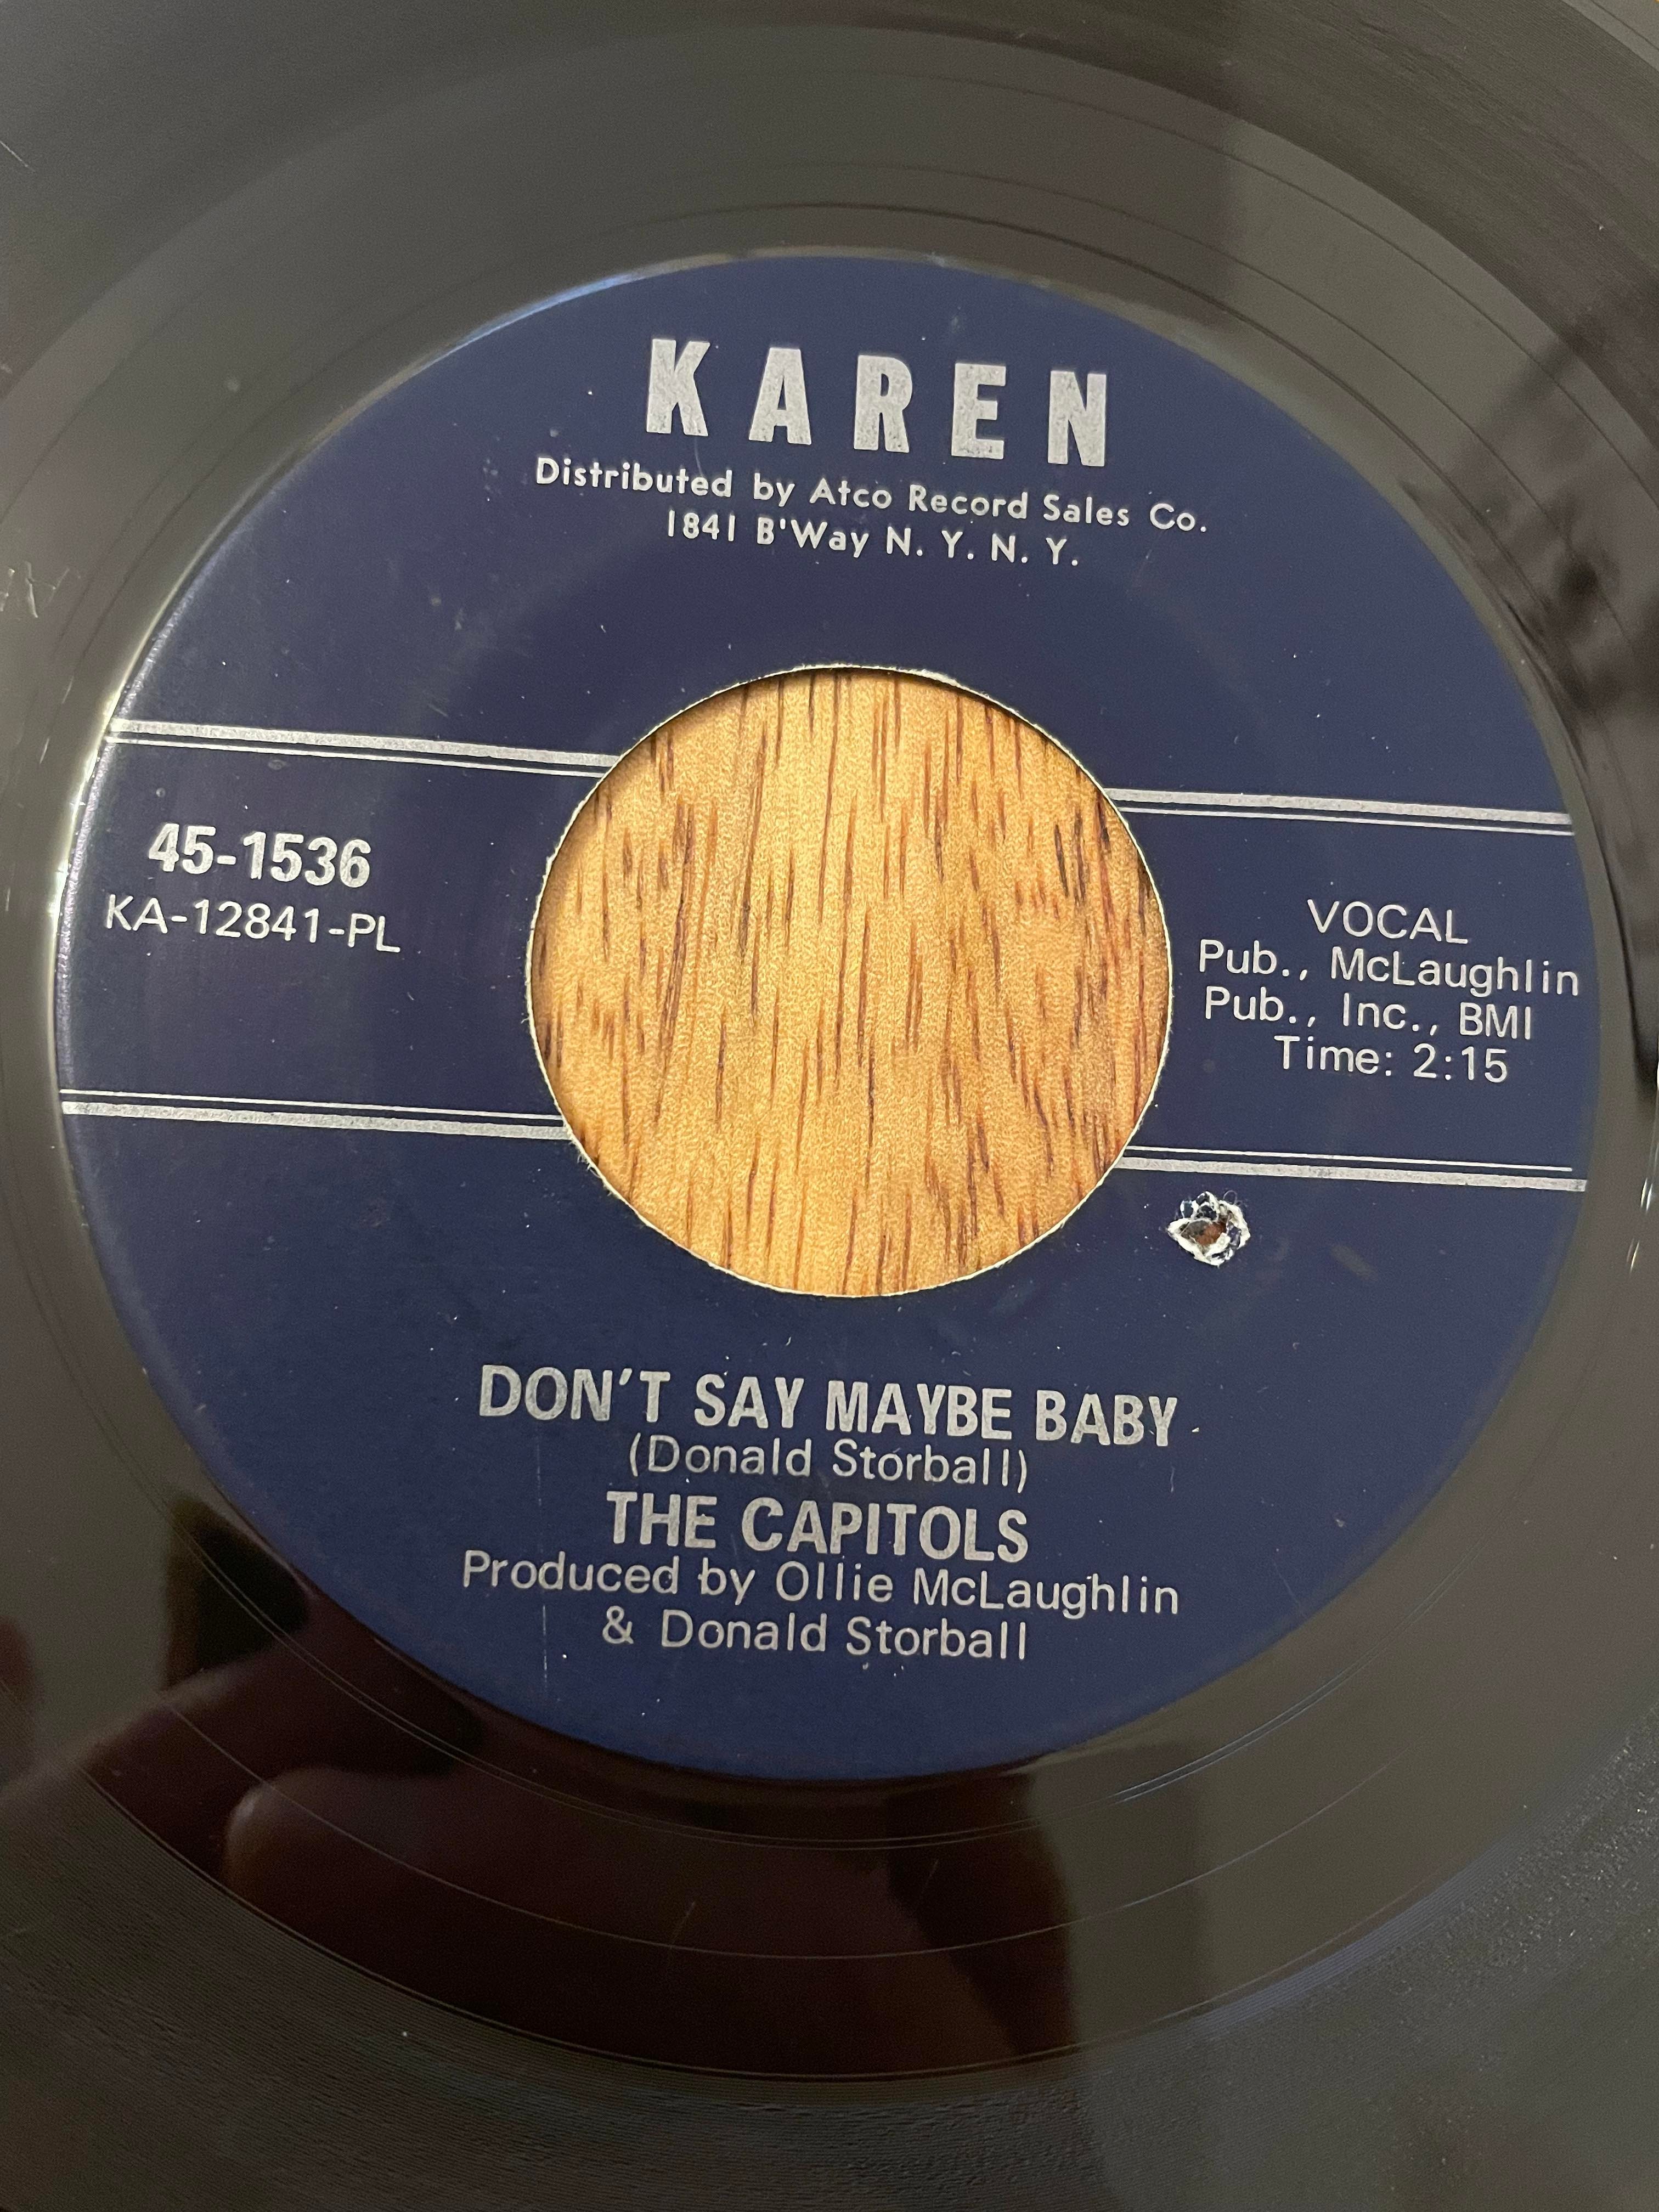 KAREN
Distributed by Atco Record Sales Co.
1841 B'Way N. Y. N. Y.
45-1536
KA-12841-PL
VOCAL
Pub., McLaughlin
Pub., Inc., BMI
Time: 2:15
DON'T SAY MAYBE BABY
(Donald Storball)
THE CAPITOLS
Produced by Ollie McLaughlin
& Donald Storball